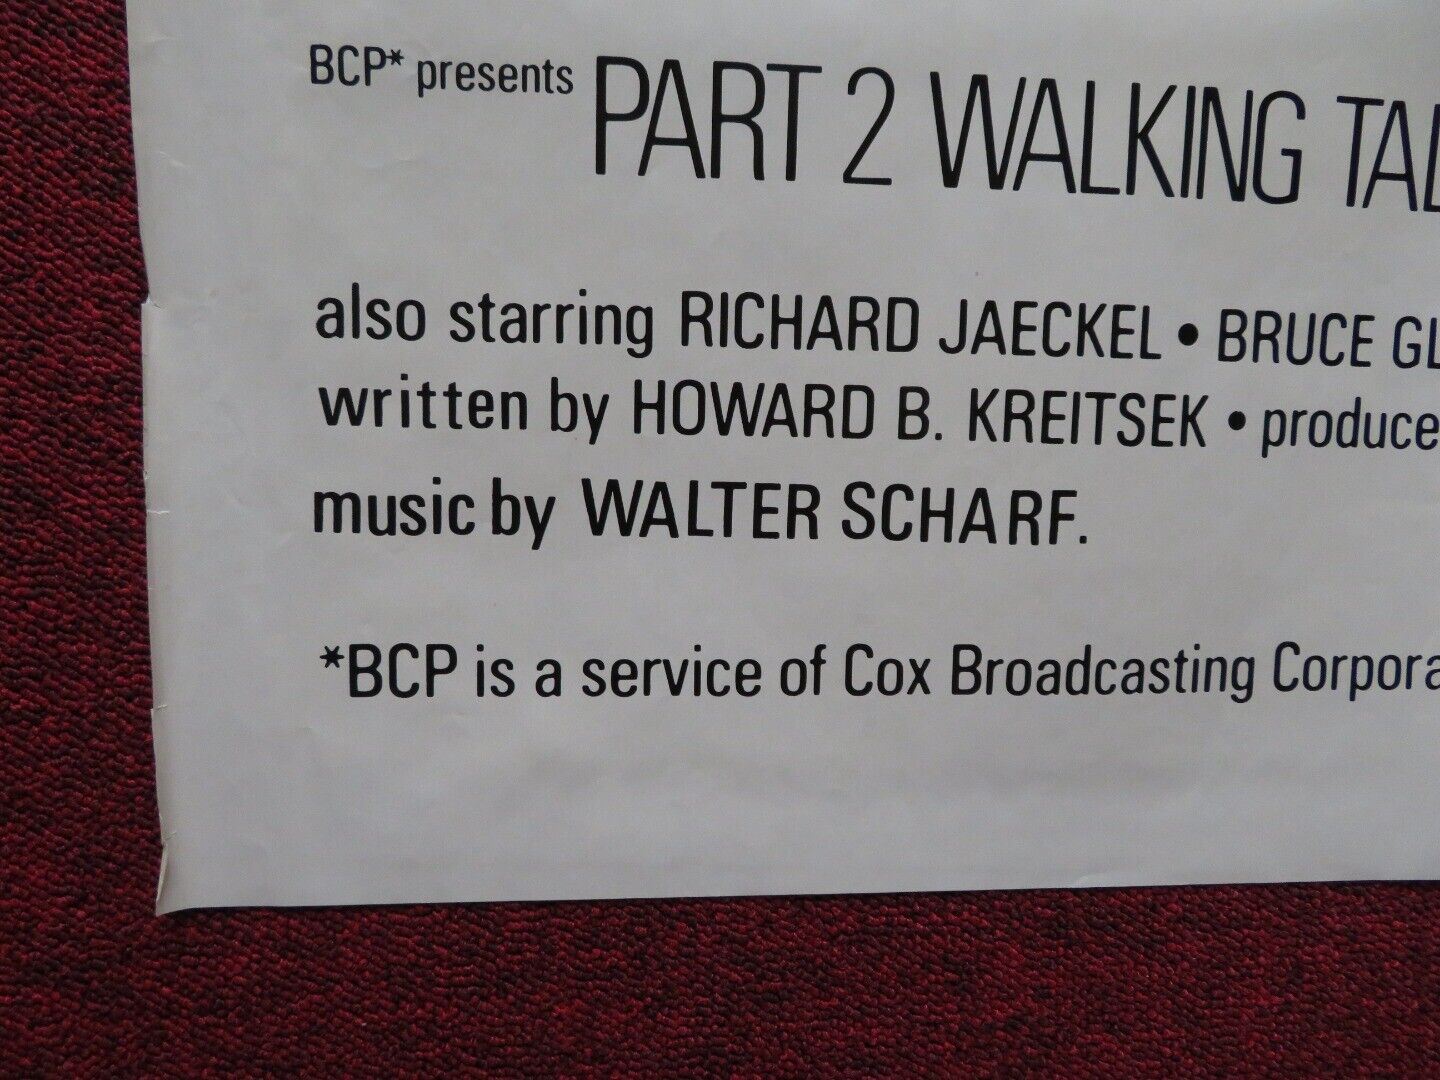 BCP* presents PART 2 WALKING TAL
also starring RICHARD JAECKEL • BRUCE GL
written by HOWARD B. KREITSEK • produce
music by WALTER SCHARF.
*BCP is a service of Cox Broadcasting Corpora